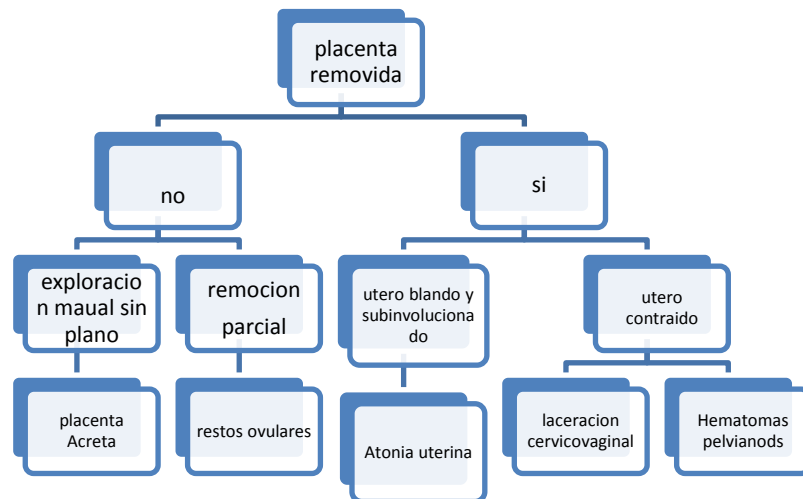 placenta
removida
no
si
exploracio
n maual sin
plano
remocion
parcial
utero blando y
subinvoluciona
do
utero
contraido
placenta
Acreta
restos ovulares
Atonia uterina
laceracion
cervicovaginal
Hematomas
pelvianods